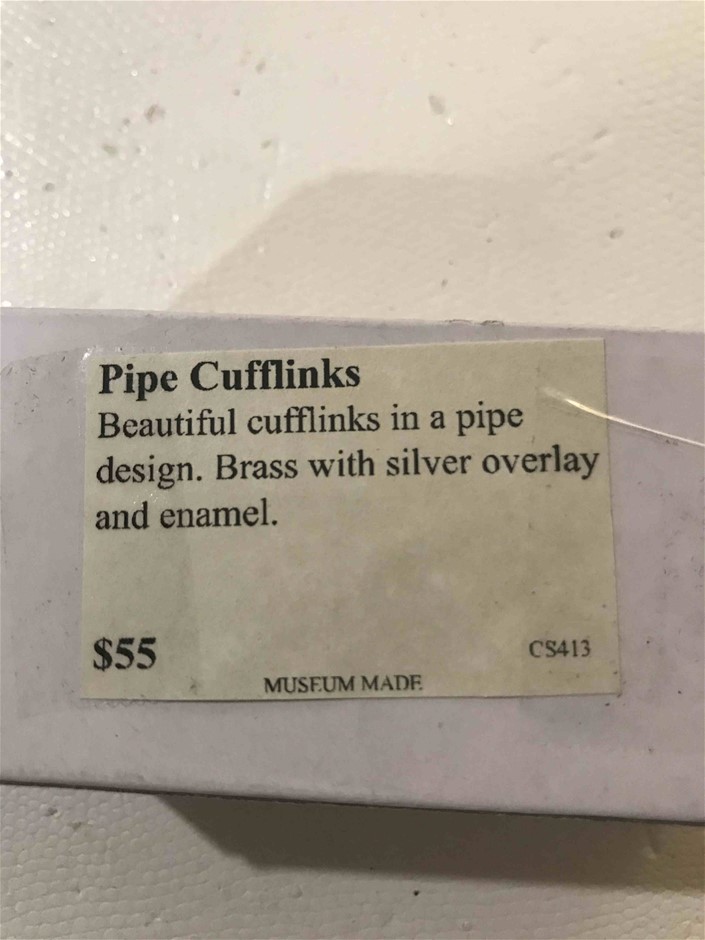 Pipe Cufflinks
Beautiful cufflinks in a pipe
design. Brass with silver overlay
and enamel.
$55
CS413
MUSEUM MADE